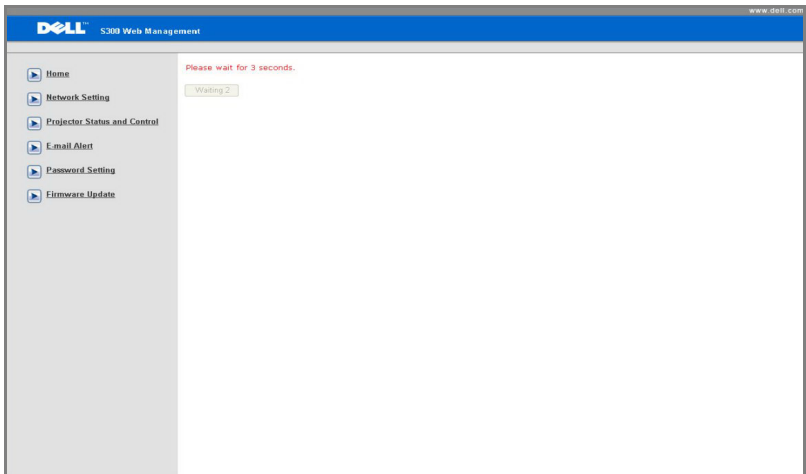 www.dell.com
DELL™ S300 Web Management
Home
Network Setting
Projector Status and Control
E-mail Alert
Password Setting
Firmware Update
Please wait for 3 seconds.
Waiting 2